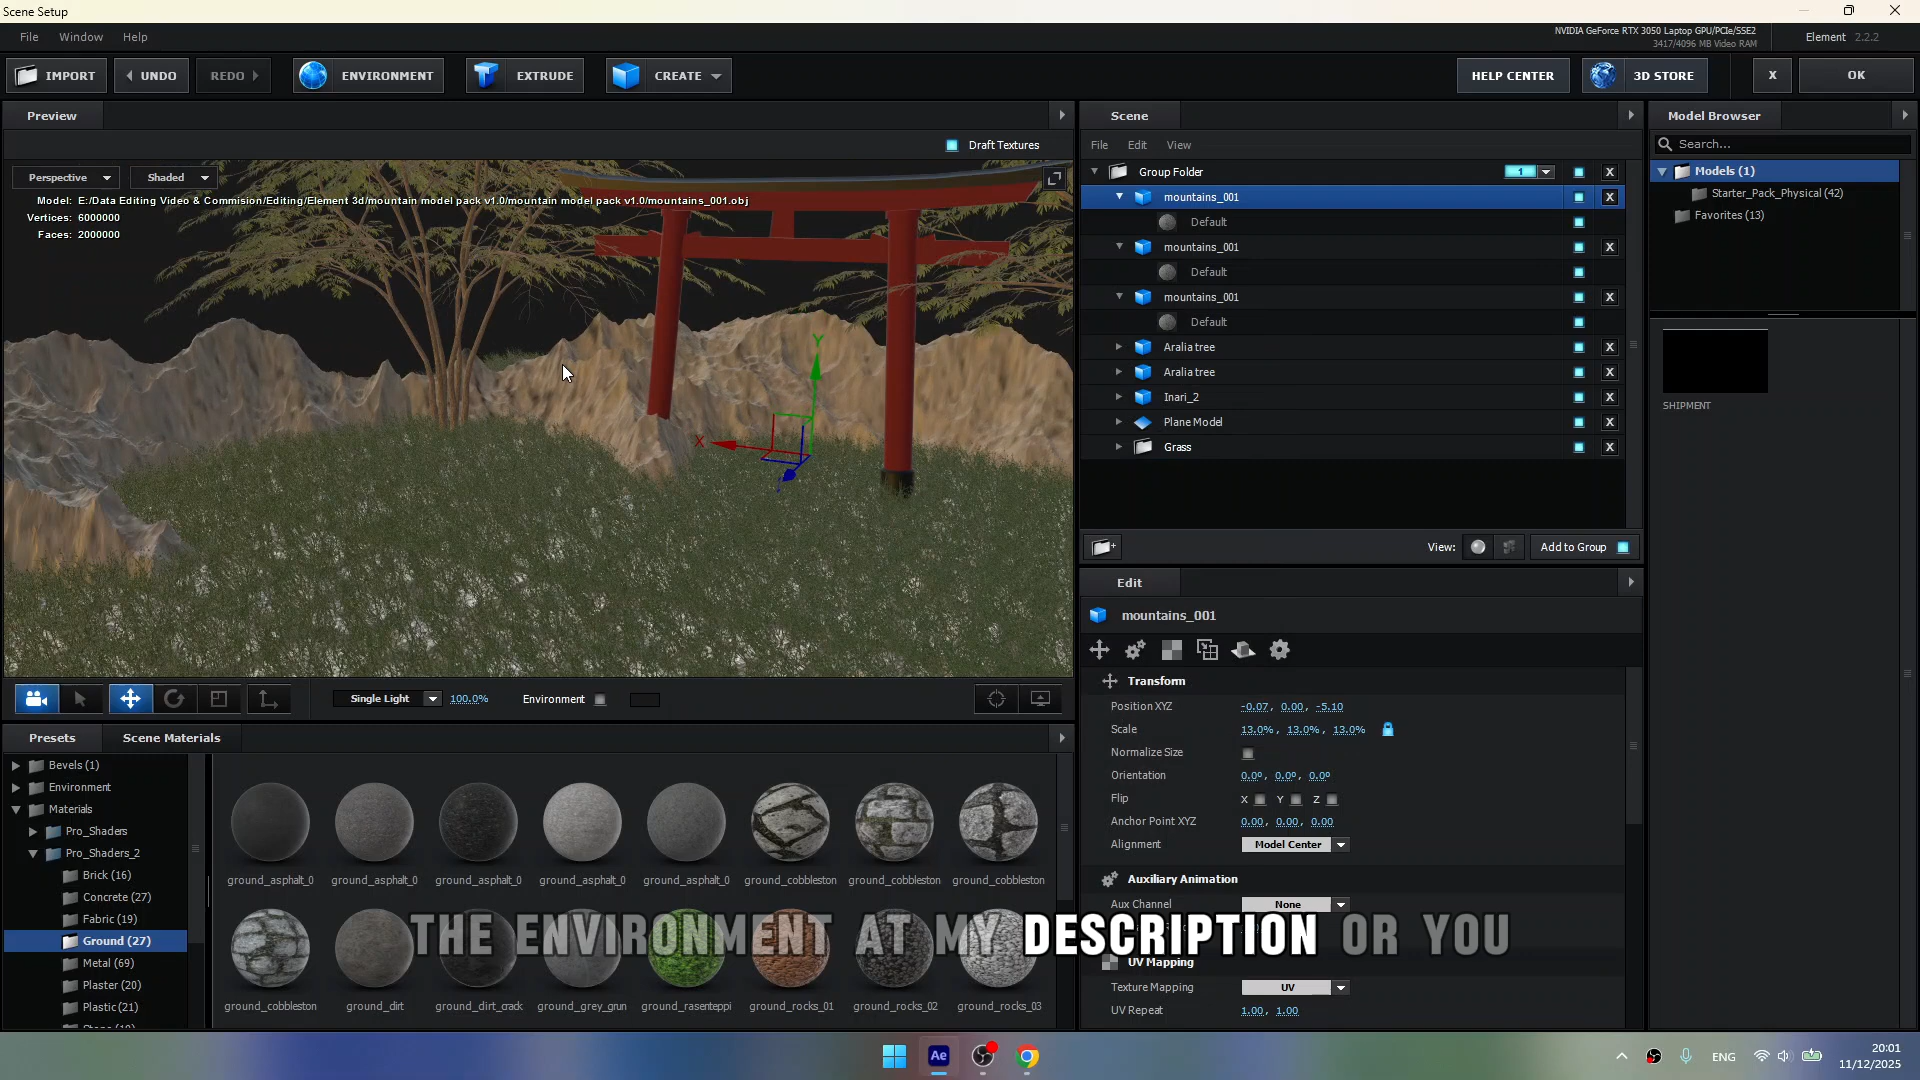 Scene Setup
File Window Help
NVIDIA GeForce RTX 3050 Laptop GPU/PCIe/SSE2
3417/4096 MB Video RAM
Element 2.2.2
IMPORT UNDO REDO ENVIRONMENT EXTRUDE CREATE HELP CENTER 3D STORE X OK
Preview
Draft Textures
Perspective Shaded
Model: E:/Data Editing Video & Commision/Editing/Element 3d/mountain model pack v1.0/mountain model pack v1.0/mountains_001.obj
Vertices: 6000000
Faces: 2000000
X
Y
Single Light 100.0% Environment
Scene
File Edit View
Group Folder 1 X
mountains_001 X
Default
mountains_001 X
Default
mountains_001 X
Default
Aralia tree X
Aralia tree X
Inari_2 X
Plane Model X
Grass X
View: Add to Group
Model Browser
Search...
Models (1)
Starter_Pack_Physical (42)
Favorites (13)
SHIPMENT
Edit
mountains_001
Transform
Position XYZ -0.07, 0.00, -5.10
Scale 13.0%, 13.0%, 13.0%
Normalize Size
Orientation 0.0º, 0.0º, 0.0º
Flip X Y Z
Anchor Point XYZ 0.00, 0.00, 0.00
Alignment Model Center
Auxiliary Animation
Aux Channel None
UV Mapping
Texture Mapping UV
UV Repeat 1.00, 1.00
Presets Scene Materials
Bevels (1)
Environment
Materials
Pro_Shaders
Pro_Shaders_2
Brick (16)
Concrete (27)
Fabric (19)
Ground (27)
Metal (69)
Plaster (20)
Plastic (21)
ground_asphalt_0 ground_asphalt_0 ground_asphalt_0 ground_asphalt_0 ground_asphalt_0 ground_cobbleston ground_cobbleston ground_cobbleston
ground_cobbleston ground_dirt ground_dirt_crack ground_grey_grun ground_rasenteppi ground_rocks_01 ground_rocks_02 ground_rocks_03
THE ENVIRONMENT AT MY DESCRIPTION OR YOU
Ae
ENG
20:01
11/12/2025